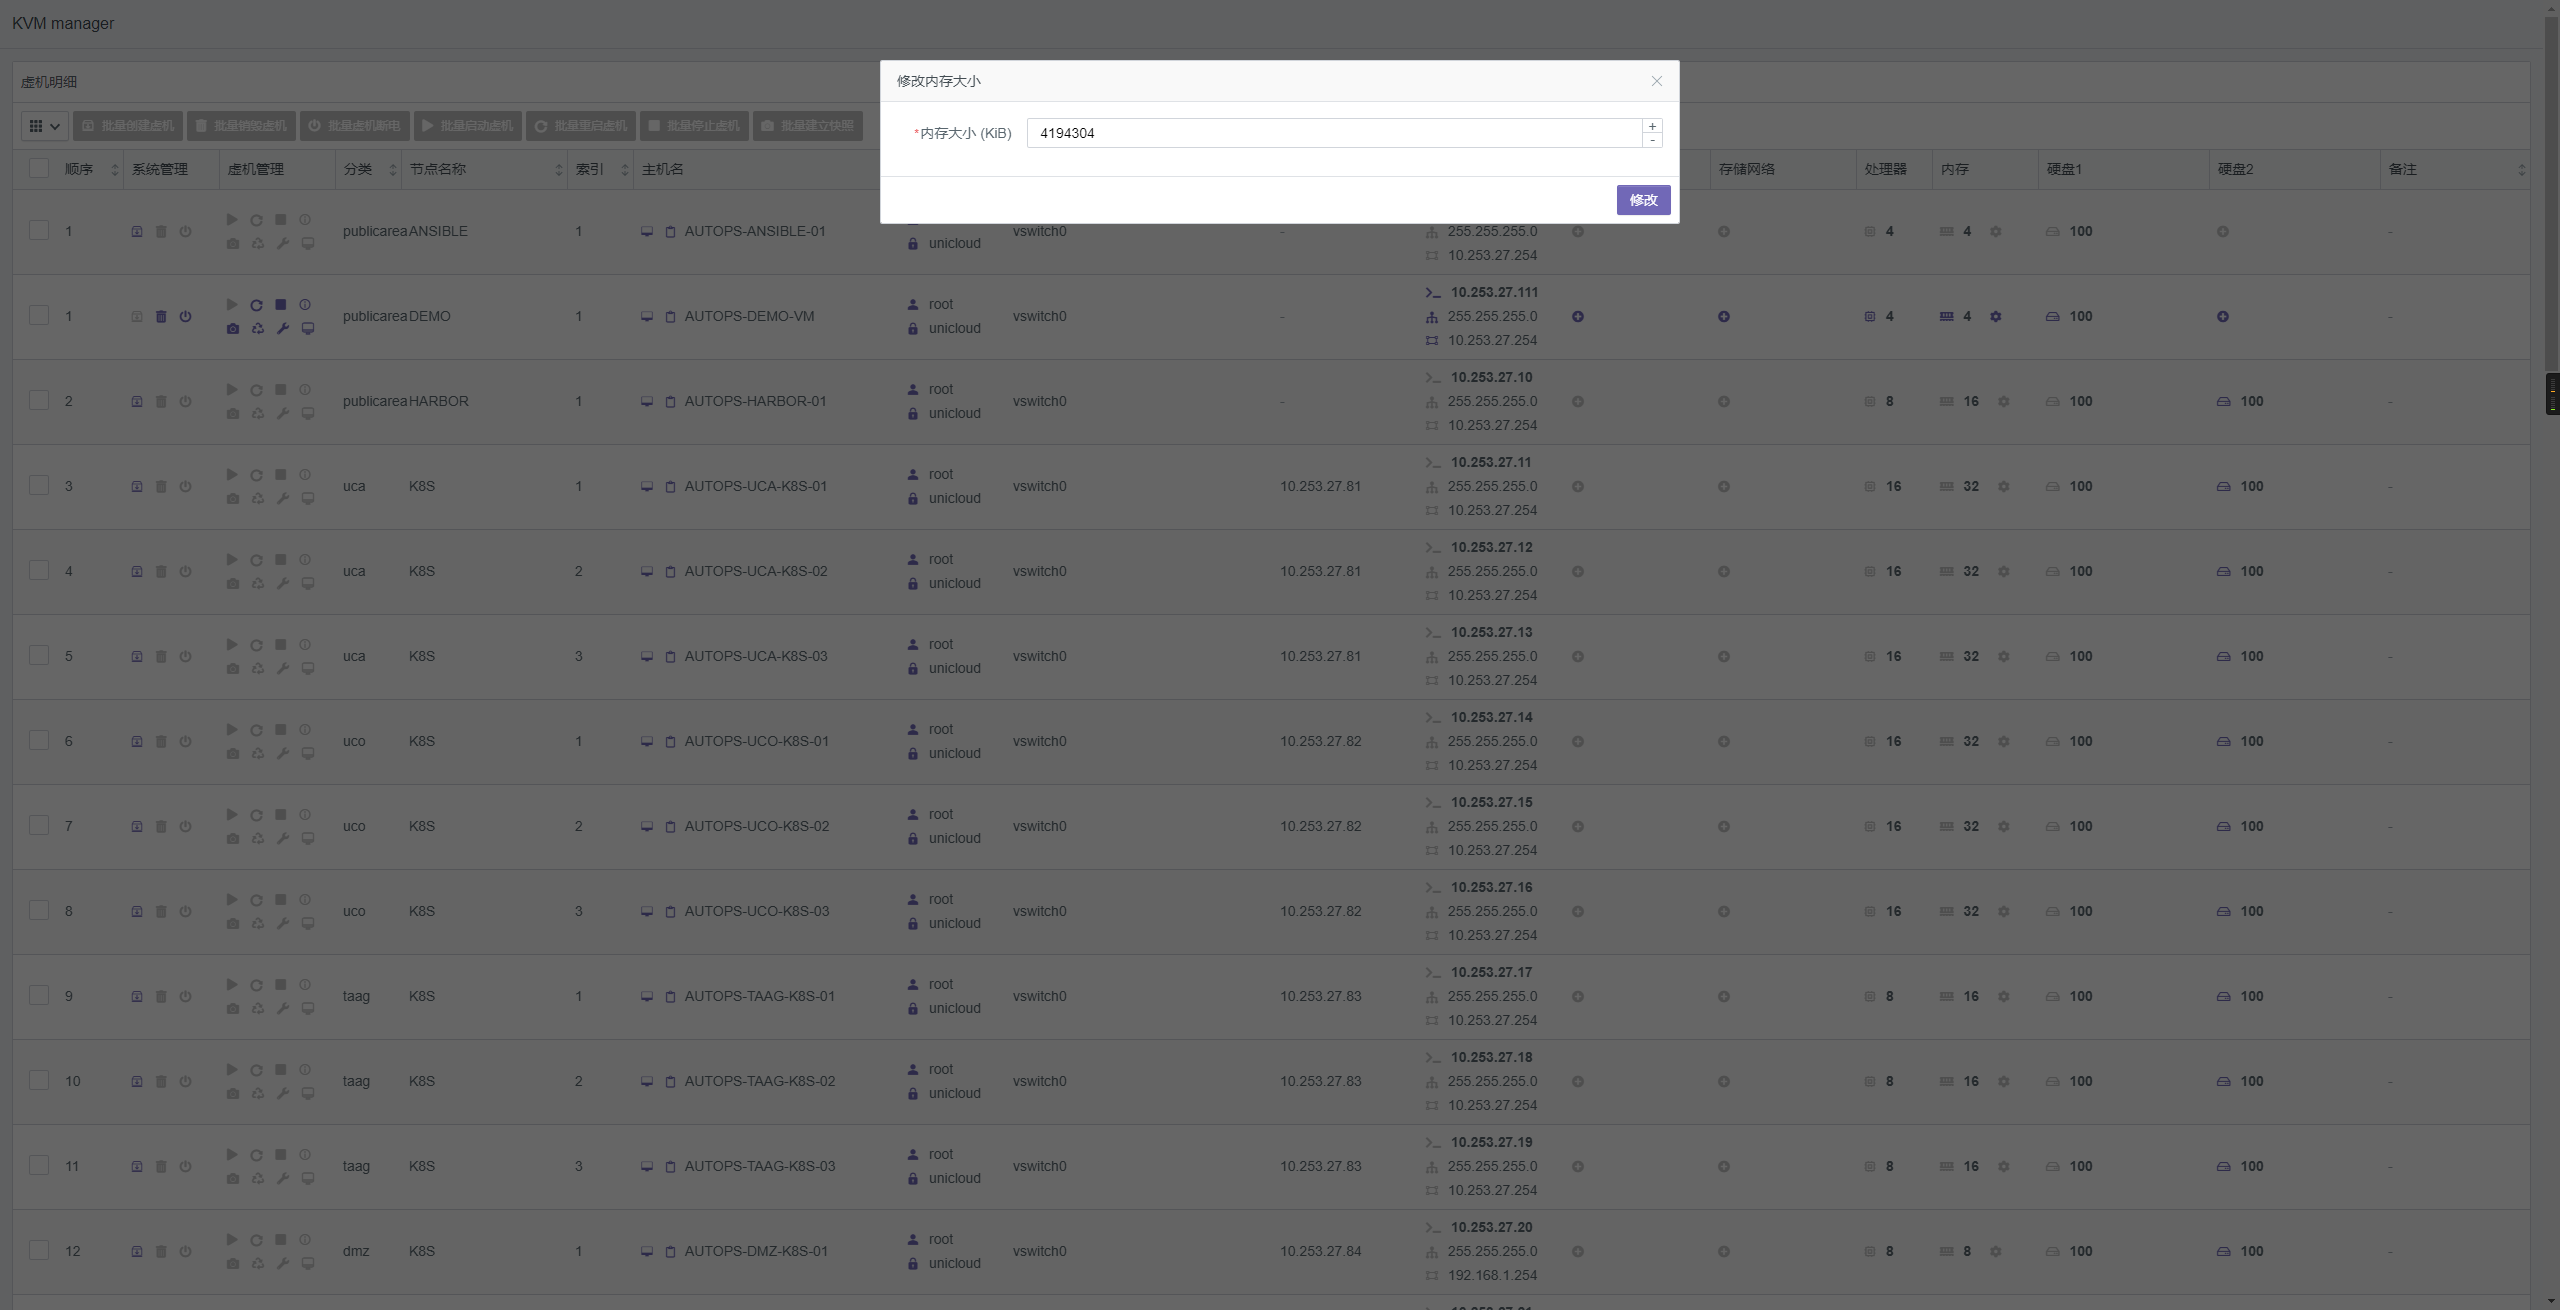 KVM manager
虚机明细
批量创建虚机 批量销毁虚机 批量虚机断电 批量启动虚机 批量重启虚机 批量停止虚机 批量建立快照
修改内存大小
*内存大小 (KiB) 4194304 + -
修改
顺序 系统管理 虚机管理 分类 节点名称 索引 主机名 存储网络 处理器 内存 硬盘1 硬盘2 备注
1 publicarea ANSIBLE 1 AUTOPS-ANSIBLE-01 unicloud vswitch0 - 255.255.255.0 4 4 100 -
10.253.27.254
root 10.253.27.111
1 publicarea DEMO 1 AUTOPS-DEMO-VM unicloud vswitch0 - 255.255.255.0 4 4 100 -
10.253.27.254
root 10.253.27.10
2 publicarea HARBOR 1 AUTOPS-HARBOR-01 unicloud vswitch0 - 255.255.255.0 8 16 100 100 -
10.253.27.254
root 10.253.27.11
3 uca K8S 1 AUTOPS-UCA-K8S-01 unicloud vswitch0 10.253.27.81 255.255.255.0 16 32 100 100 -
10.253.27.254
root 10.253.27.12
4 uca K8S 2 AUTOPS-UCA-K8S-02 unicloud vswitch0 10.253.27.81 255.255.255.0 16 32 100 100 -
10.253.27.254
root 10.253.27.13
5 uca K8S 3 AUTOPS-UCA-K8S-03 unicloud vswitch0 10.253.27.81 255.255.255.0 16 32 100 100 -
10.253.27.254
root 10.253.27.14
6 uco K8S 1 AUTOPS-UCO-K8S-01 unicloud vswitch0 10.253.27.82 255.255.255.0 16 32 100 100 -
10.253.27.254
root 10.253.27.15
7 uco K8S 2 AUTOPS-UCO-K8S-02 unicloud vswitch0 10.253.27.82 255.255.255.0 16 32 100 100 -
10.253.27.254
root 10.253.27.16
8 uco K8S 3 AUTOPS-UCO-K8S-03 unicloud vswitch0 10.253.27.82 255.255.255.0 16 32 100 100 -
10.253.27.254
root 10.253.27.17
9 taag K8S 1 AUTOPS-TAAG-K8S-01 unicloud vswitch0 10.253.27.83 255.255.255.0 8 16 100 100 -
10.253.27.254
root 10.253.27.18
10 taag K8S 2 AUTOPS-TAAG-K8S-02 unicloud vswitch0 10.253.27.83 255.255.255.0 8 16 100 100 -
10.253.27.254
root 10.253.27.19
11 taag K8S 3 AUTOPS-TAAG-K8S-03 unicloud vswitch0 10.253.27.83 255.255.255.0 8 16 100 100 -
10.253.27.254
root 10.253.27.20
12 dmz K8S 1 AUTOPS-DMZ-K8S-01 unicloud vswitch0 10.253.27.84 255.255.255.0 8 8 100 100 -
192.168.1.254